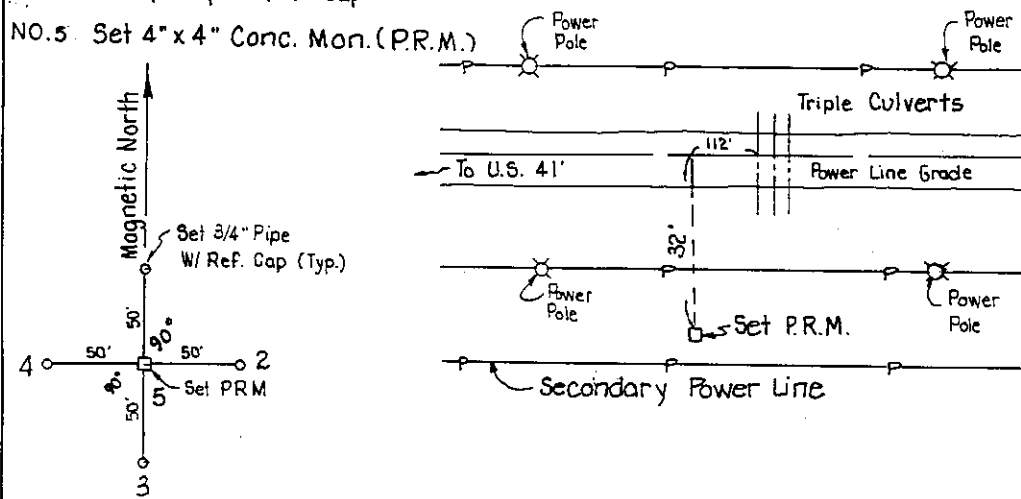 NO.5 Set 4" x 4" Conc. Mon. (P.R.M.)
Magnetic North
Set 3/4" Pipe
W/ Ref. Cap (Typ.)
50'
90°
4
50'
50'
2
90°
5
Set PRM
50'
3
Power
Pole
Power
Pole
P
P
P
Triple Culverts
112'
To U.S. 41'
Power Line Grade
32'
P
P
Power
Pole
Power
Pole
Set P.R.M.
P
P
P
Secondary Power Line